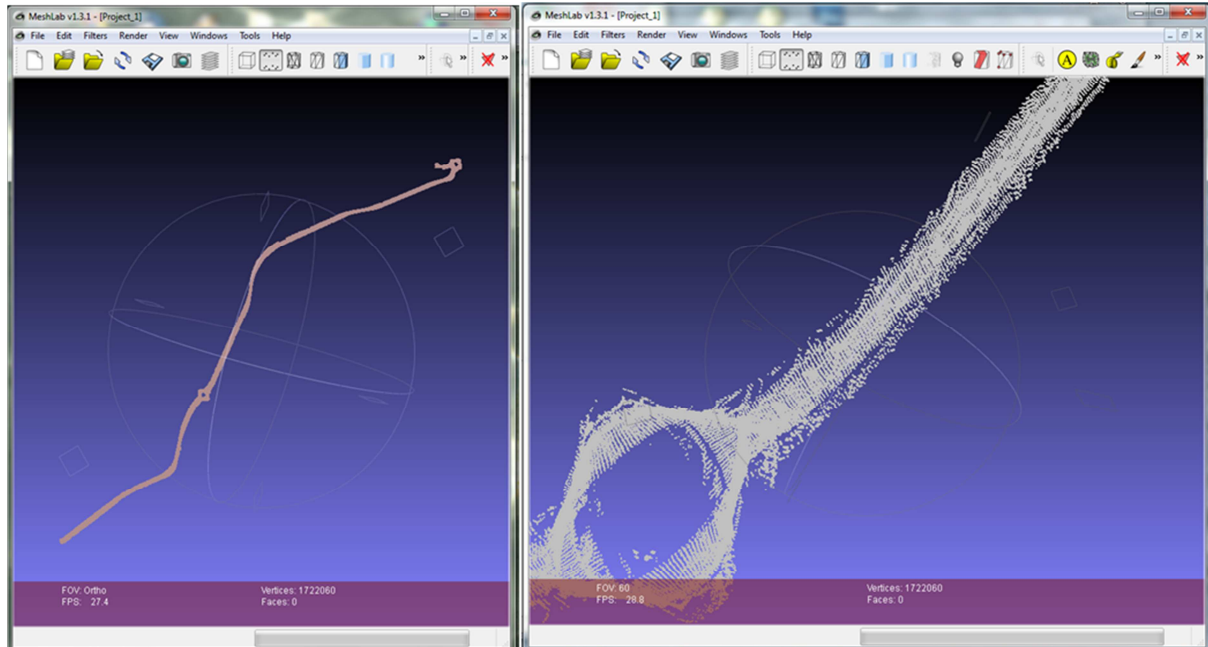 MeshLab v1.3.1 - [Project_1]
File Edit Filters Render View Windows Tools Help
»
»
»
FOV: Ortho
FPS: 27.4
Vertices: 1722060
Faces: 0
MeshLab v1.3.1 - [Project_1]
File Edit Filters Render View Windows Tools Help
A
»
»
FOV: 60
FPS: 28.8
Vertices: 1722060
Faces: 0